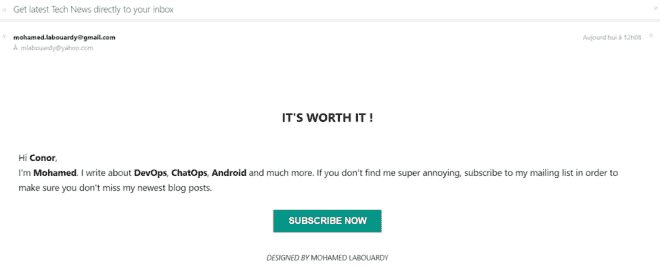 Get latest Tech News directly to your inbox
mohamed.labouardy@gmail.com
Aujourd'hui à 12h08
À mlabouardy@yahoo.com
IT'S WORTH IT !
Hi Conor,
I'm Mohamed. I write about DevOps, ChatOps, Android and much more. If you don't find me super annoying, subscribe to my mailing list in order to
make sure you don't miss my newest blog posts.
SUBSCRIBE NOW
DESIGNED BY MOHAMED LABOUARDY